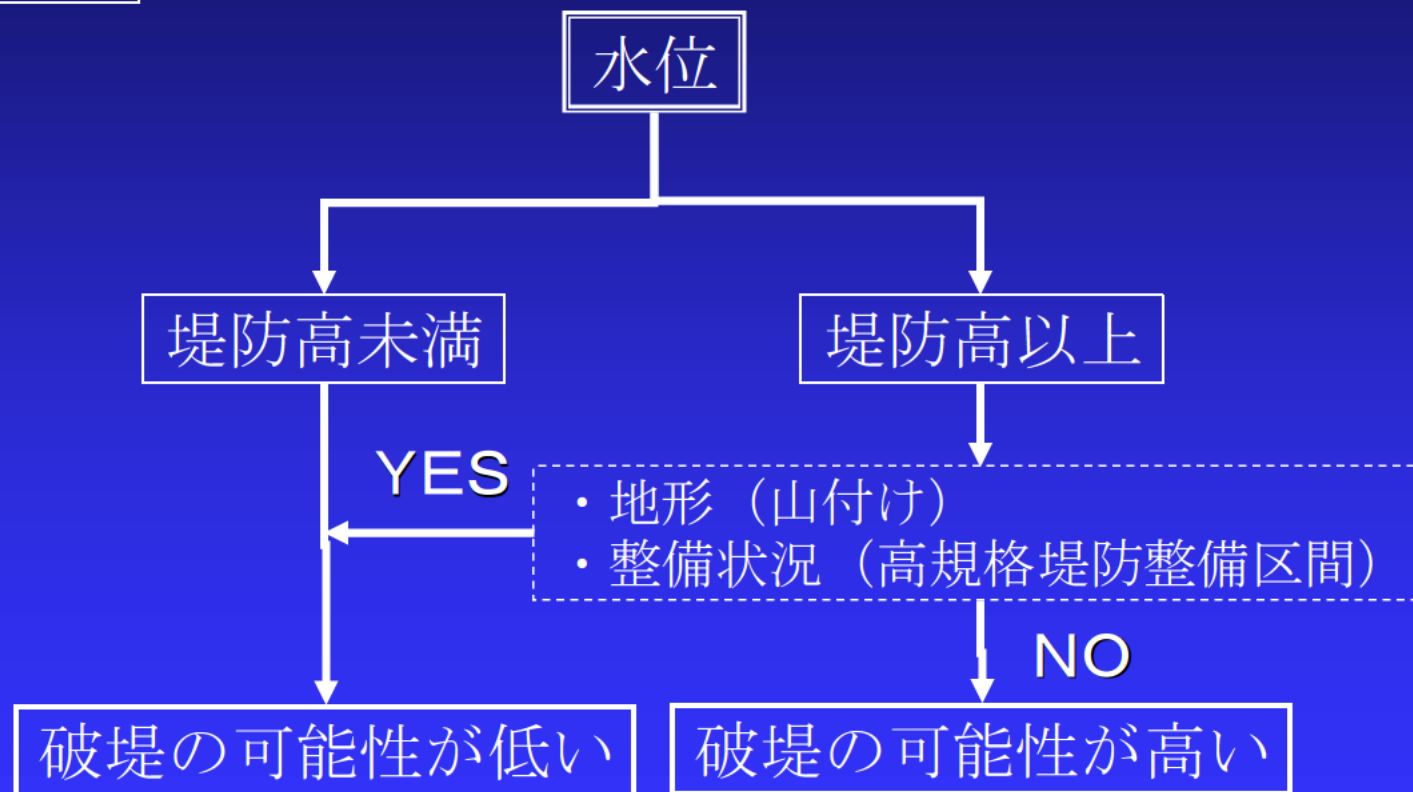 水位
堤防高未満
堤防高以上
YES
・地形（山付け）
・整備状況（高規格堤防整備区間）
NO
破堤の可能性が低い
破堤の可能性が高い